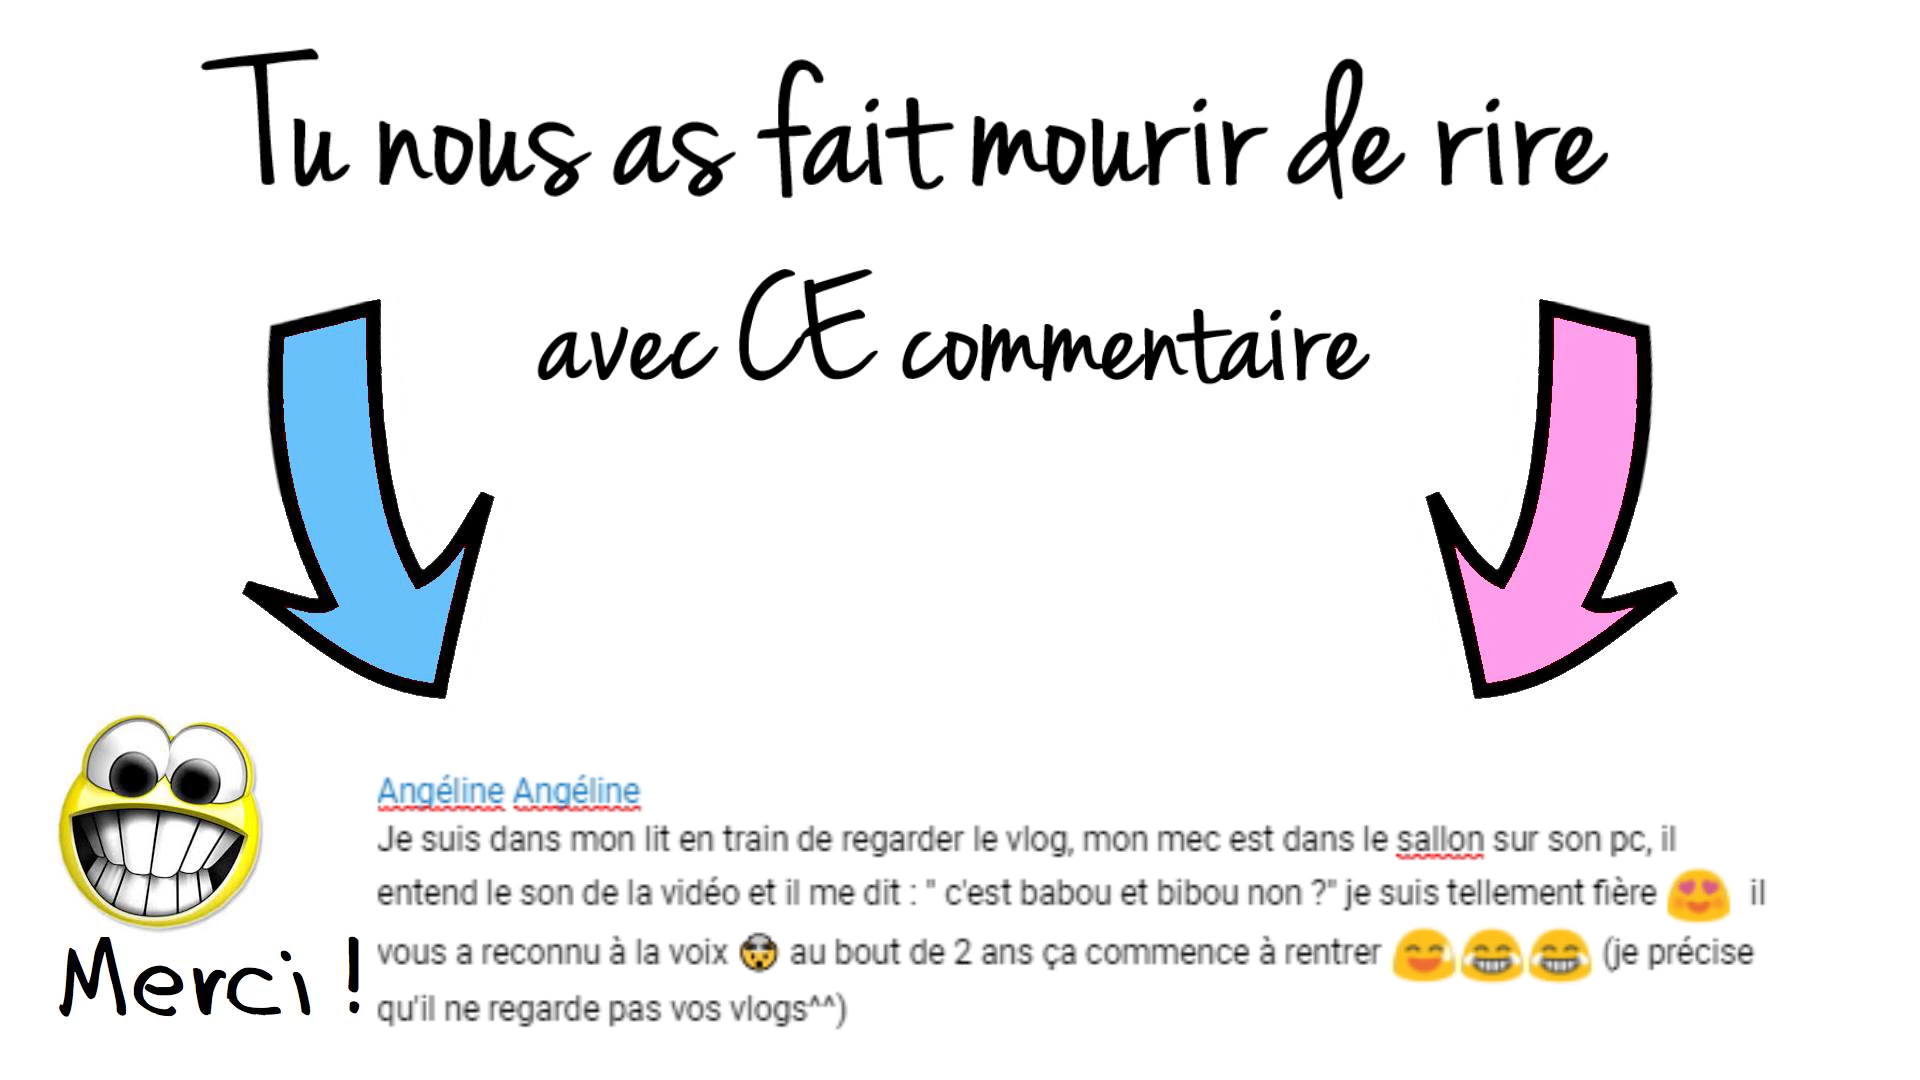 Tu nous as fait mourir de rire
avec CE commentaire
Angéline Angéline
Je suis dans mon lit en train de regarder le vlog, mon mec est dans le sallon sur son pc, il
entend le son de la vidéo et il me dit : " c'est babou et bibou non ?" je suis tellement fière 😍 il
vous a reconnu à la voix 🤯 au bout de 2 ans ça commence à rentrer 😅😂😂 (je précise
qu'il ne regarde pas vos vlogs^^)
Merci !